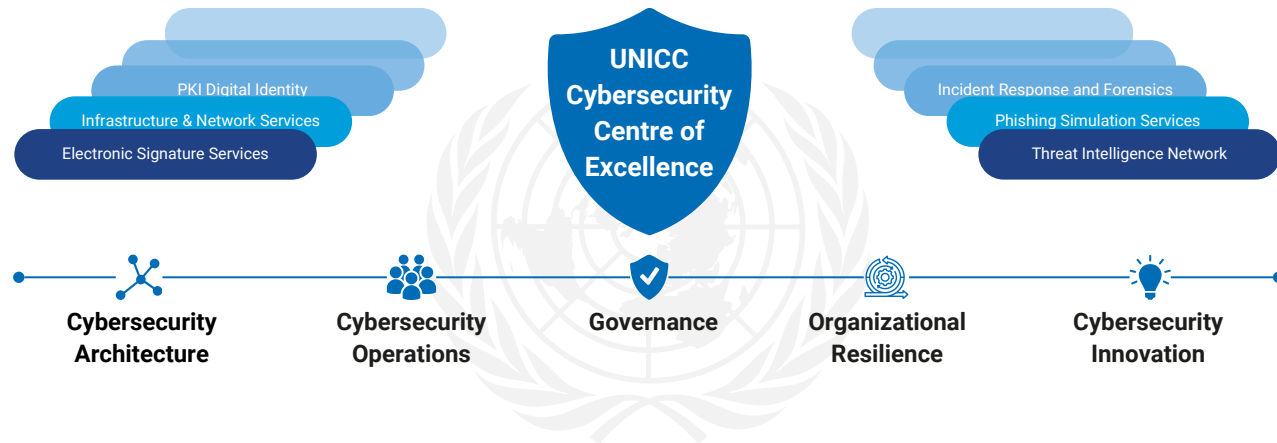 PKI Digital Identity
Infrastructure & Network Services
Electronic Signature Services
UNICC
Cybersecurity
Centre of
Excellence
Incident Response and Forensics
Phishing Simulation Services
Threat Intelligence Network
Cybersecurity
Architecture
Cybersecurity
Operations
Governance
Organizational
Resilience
Cybersecurity
Innovation